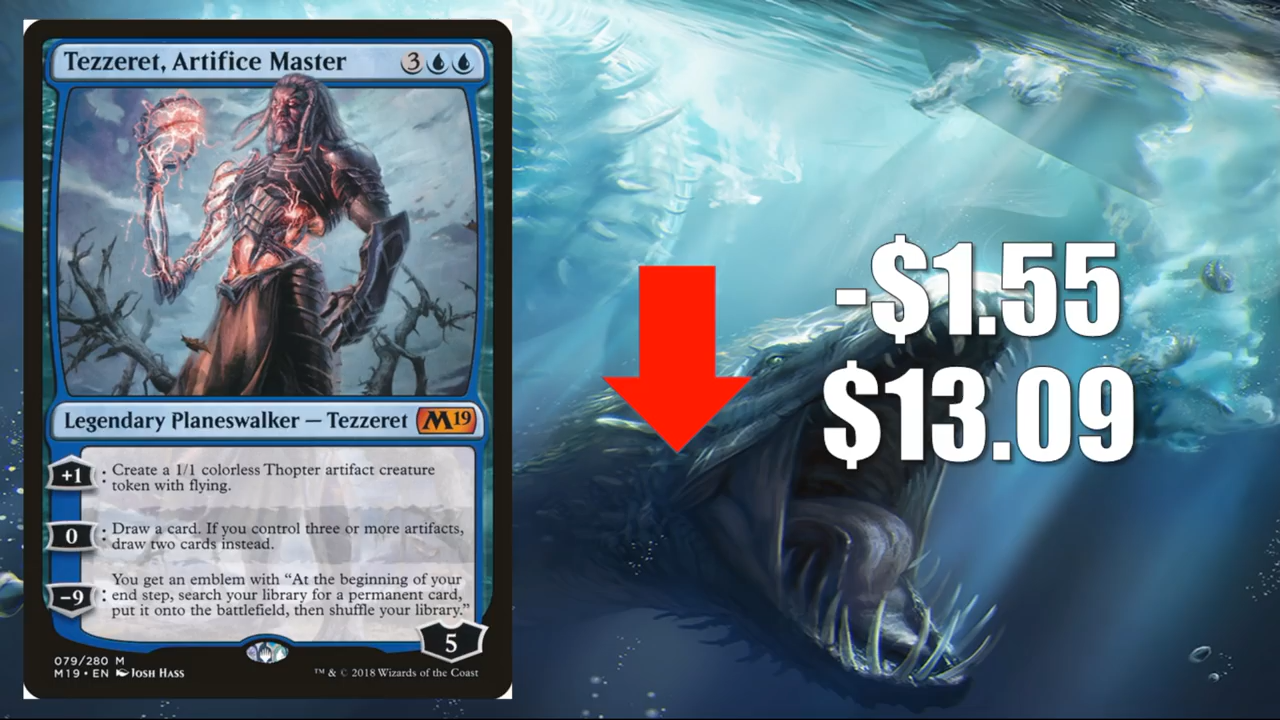 Tezzeret, Artifice Master 3
Legendary Planeswalker — Tezzeret M19
+1 : Create a 1/1 colorless Thopter artifact creature
token with flying.
0 : Draw a card. If you control three or more artifacts,
draw two cards instead.
−9 : You get an emblem with “At the beginning of your
end step, search your library for a permanent card,
put it onto the battlefield, then shuffle your library.”
5
079/280 M
M19 • EN Josh Hass
™ & © 2018 Wizards of the Coast
-$1.55
$13.09